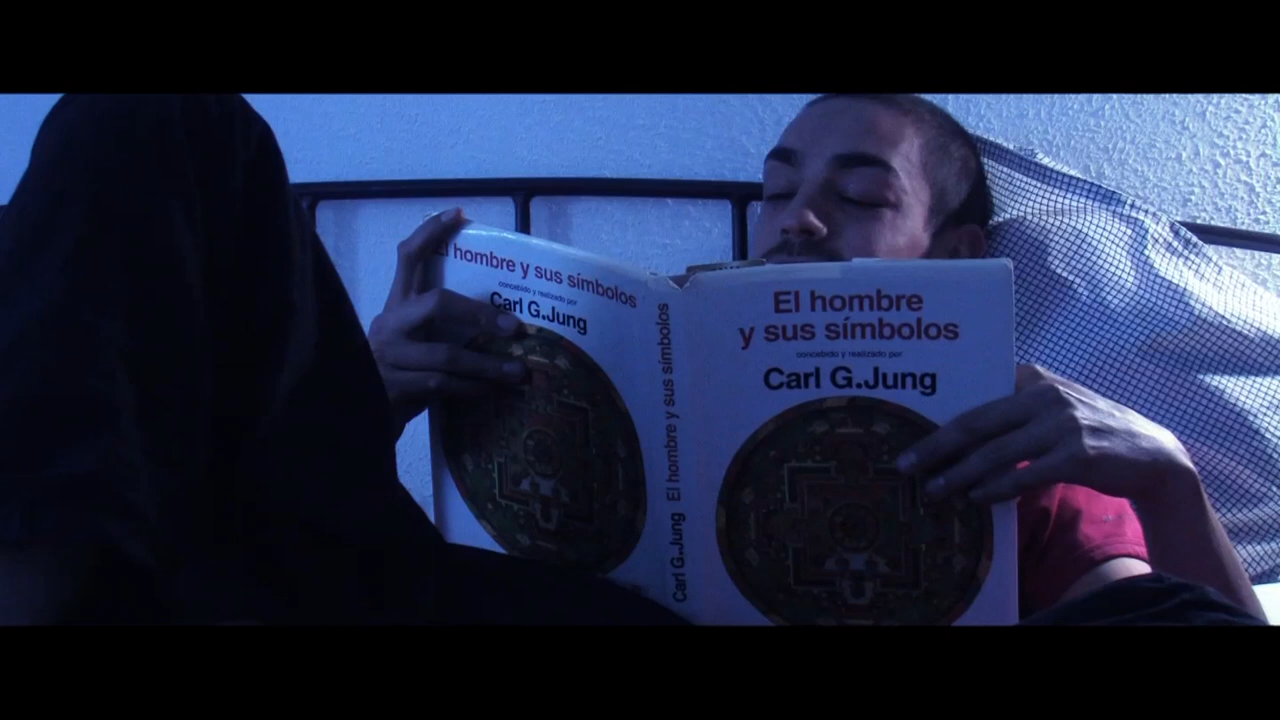 El hombre y sus símbolos
concebido y realizado por
Carl G.Jung
Carl G.Jung El hombre y sus símbolos
El hombre
y sus símbolos
concebido y realizado por
Carl G.Jung